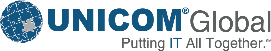 UNICOM® Global
Putting IT All Together.™